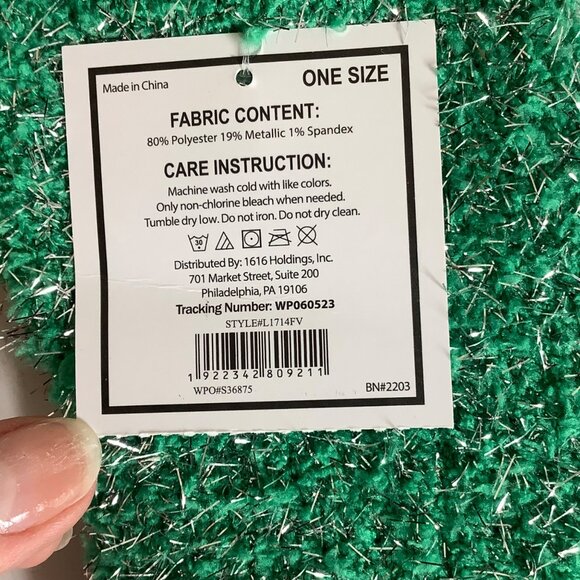 Made in China
ONE SIZE
FABRIC CONTENT:
80% Polyester 19% Metallic 1% Spandex
CARE INSTRUCTION:
Machine wash cold with like colors.
Only non-chlorine bleach when needed.
Tumble dry low. Do not iron. Do not dry clean.
30
Distributed By: 1616 Holdings, Inc.
701 Market Street, Suite 200
Philadelphia, PA 19106
Tracking Number: WP060523
STYLE#L1714FV
1 922342 809211
WPO#S36875
BN#2203